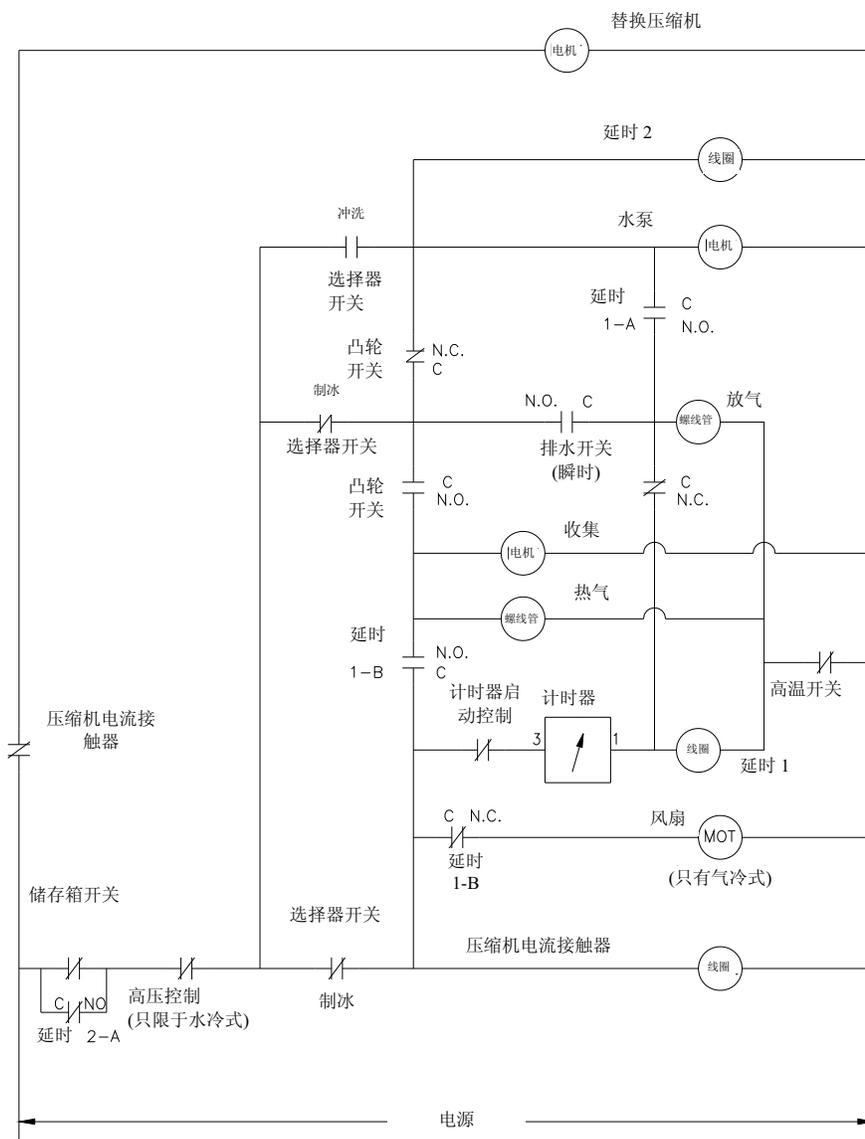 替换压缩机
电机
延时 2
线圈
冲洗
水泵
电机
选择器
开关
延时
1-A
C
N.O.
凸轮
开关
N.C.
C
制冰
选择器开关
N.O. C
排水开关
(瞬时)
放气
螺线管
凸轮
开关
C
N.O.
C
N.C.
收集
电机
热气
螺线管
延时
1-B
N.O.
C
计时器启
动控制
计时器
3
1
高温开关
线圈
延时 1
压缩机电流接
触器
C N.C.
延时
1-B
风扇
MOT
(只有气冷式)
储存箱开关
选择器开关
压缩机电流接触器
线圈
制冰
C NO
延时 2-A
高压控制
(只限于水冷式)
电源